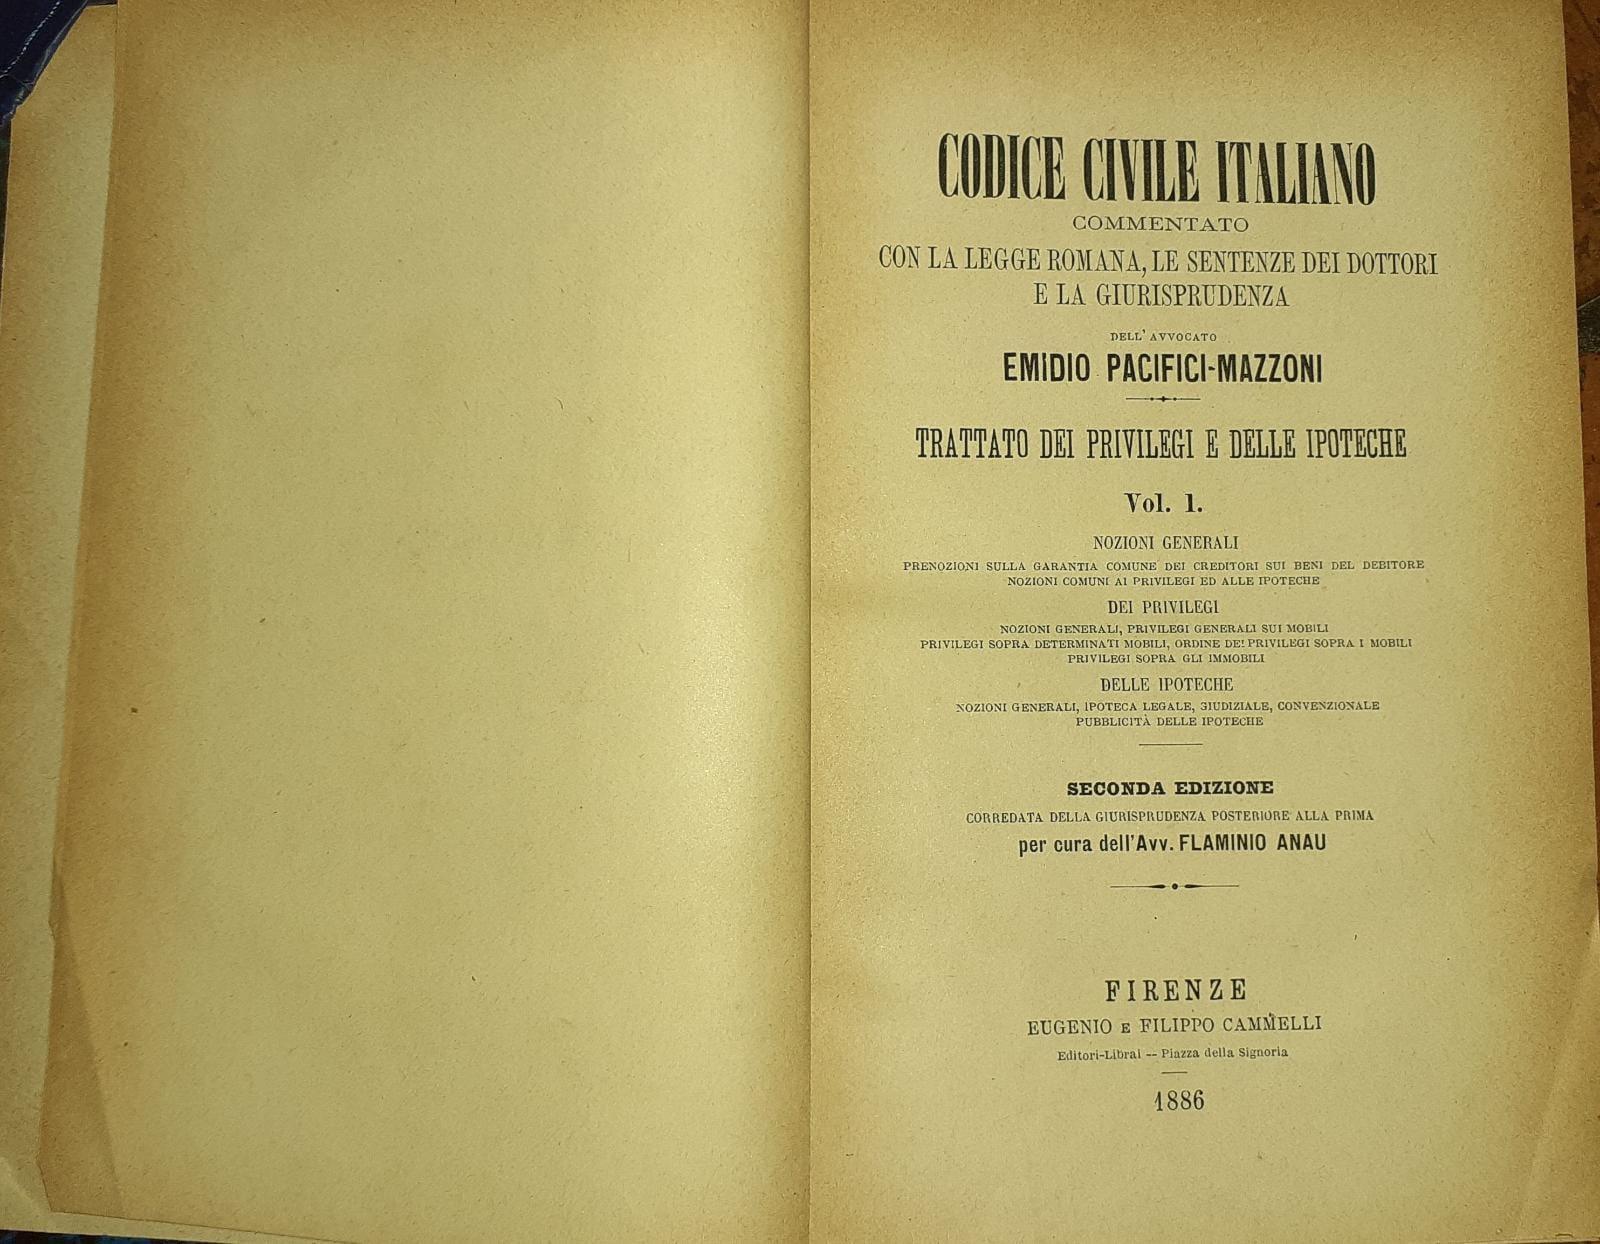 CODICE CIVILE ITALIANO
COMMENTATO
CON LA LEGGE ROMANA, LE SENTENZE DEI DOTTORI
E LA GIURISPRUDENZA
DELL' AVVOCATO
EMIDIO PACIFICI-MAZZONI
TRATTATO DEI PRIVILEGI E DELLE IPOTECHE
Vol. 1.
NOZIONI GENERALI
PRENOZIONI SULLA GARANTIA COMUNE DEI CREDITORI SUI BENI DEL DEBITORE
NOZIONI COMUNI AI PRIVILEGI ED ALLE IPOTECHE
DEI PRIVILEGI
NOZIONI GENERALI, PRIVILEGI GENERALI SUI MOBILI
PRIVILEGI SOPRA DETERMINATI MOBILI, ORDINE DE' PRIVILEGI SOPRA I MOBILI
PRIVILEGI SOPRA GLI IMMOBILI
DELLE IPOTECHE
NOZIONI GENERALI, IPOTECA LEGALE, GIUDIZIALE, CONVENZIONALE
PUBBLICITÀ DELLE IPOTECHE
SECONDA EDIZIONE
CORREDATA DELLA GIURISPRUDENZA POSTERIORE ALLA PRIMA
per cura dell'Avv. FLAMINIO ANAU
FIRENZE
EUGENIO E FILIPPO CAMMELLI
Editori-Librai — Piazza della Signoria
1886